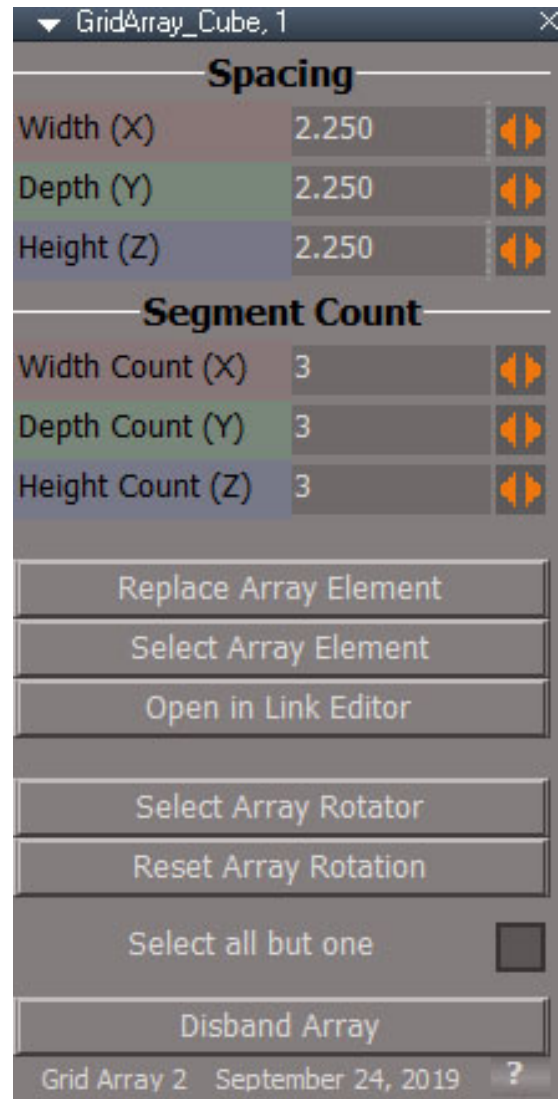 GridArray_Cube, 1
Spacing
Width (X) 2.250
Depth (Y) 2.250
Height (Z) 2.250
Segment Count
Width Count (X) 3
Depth Count (Y) 3
Height Count (Z) 3
Replace Array Element
Select Array Element
Open in Link Editor
Select Array Rotator
Reset Array Rotation
Select all but one
Disband Array
Grid Array 2 September 24, 2019 ?